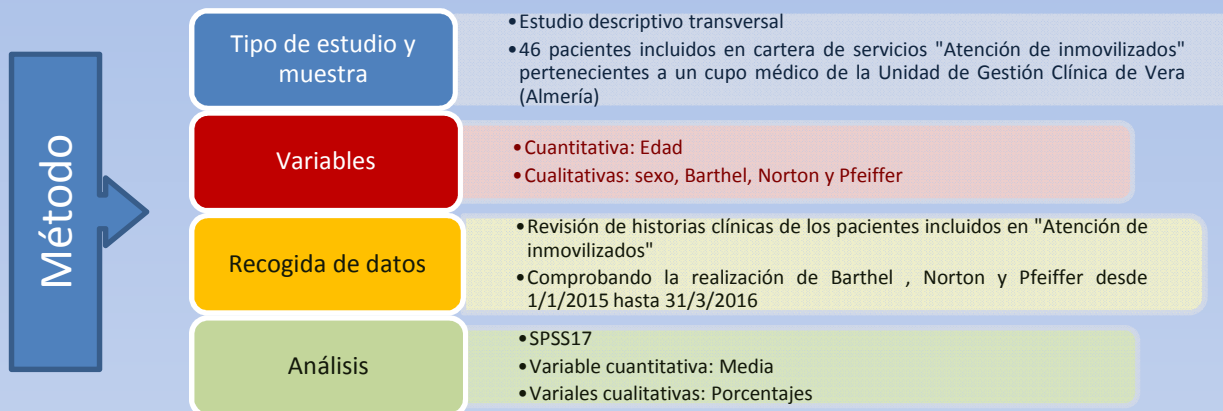 Método
Tipo de estudio y
muestra
•Estudio descriptivo transversal
•46 pacientes incluidos en cartera de servicios "Atención de inmovilizados"
pertenecientes a un cupo médico de la Unidad de Gestión Clínica de Vera
(Almería)
Variables
•Cuantitativa: Edad
•Cualitativas: sexo, Barthel, Norton y Pfeiffer
Recogida de datos
•Revisión de historias clínicas de los pacientes incluidos en "Atención de
inmovilizados"
•Comprobando la realización de Barthel , Norton y Pfeiffer desde
1/1/2015 hasta 31/3/2016
Análisis
•SPSS17
•Variable cuantitativa: Media
•Variales cualitativas: Porcentajes